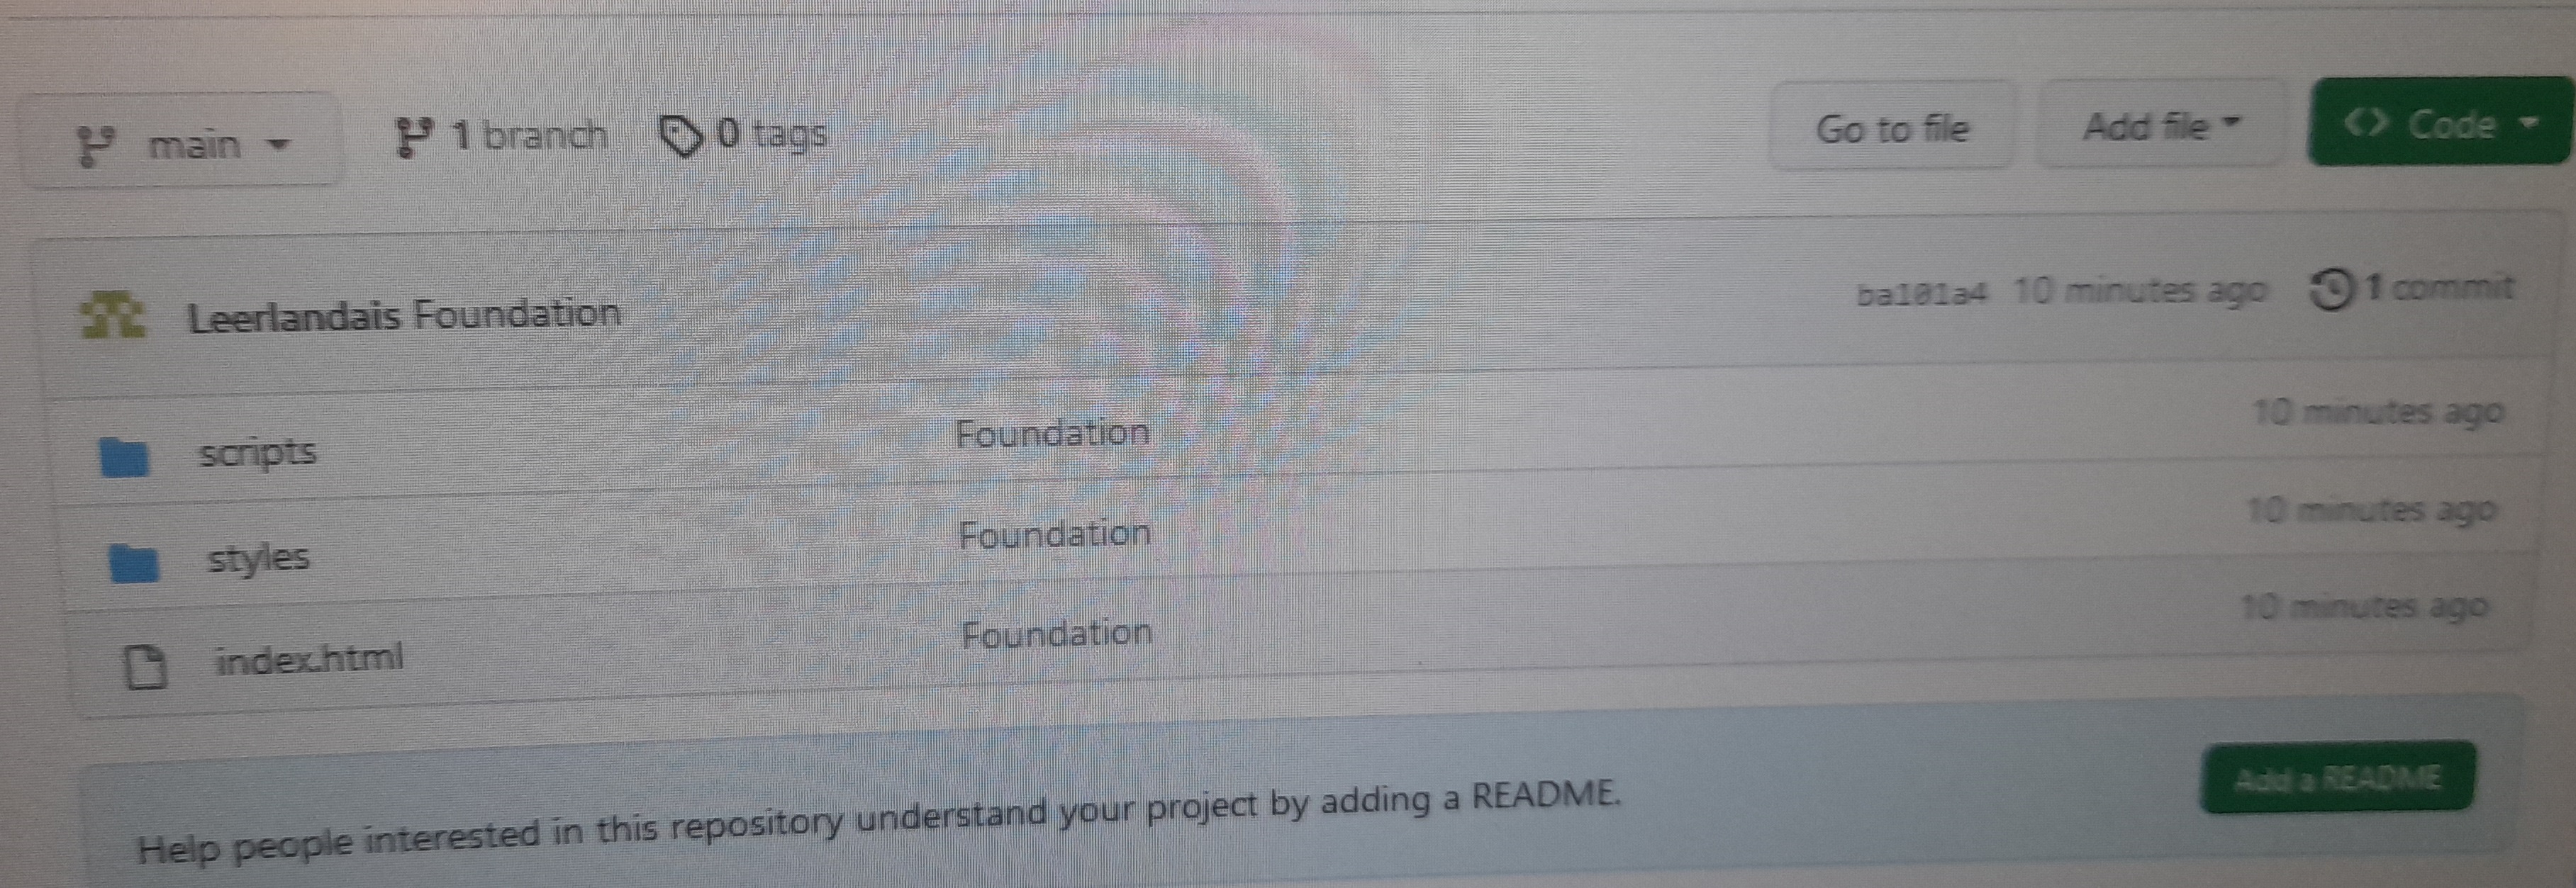 main 1 branch 0 tags Go to file Add file <> Code
Leerlandais Foundation ba101a4 10 minutes ago 1 commit
scripts Foundation 10 minutes ago
styles Foundation 10 minutes ago
index.html Foundation 10 minutes ago
Help people interested in this repository understand your project by adding a README. Add a README